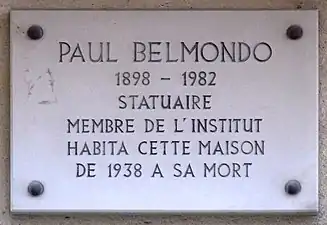 PAUL BELMONDO
1898 – 1982
STATUAIRE
MEMBRE DE L'INSTITUT
HABITA CETTE MAISON
DE 1938 A SA MORT